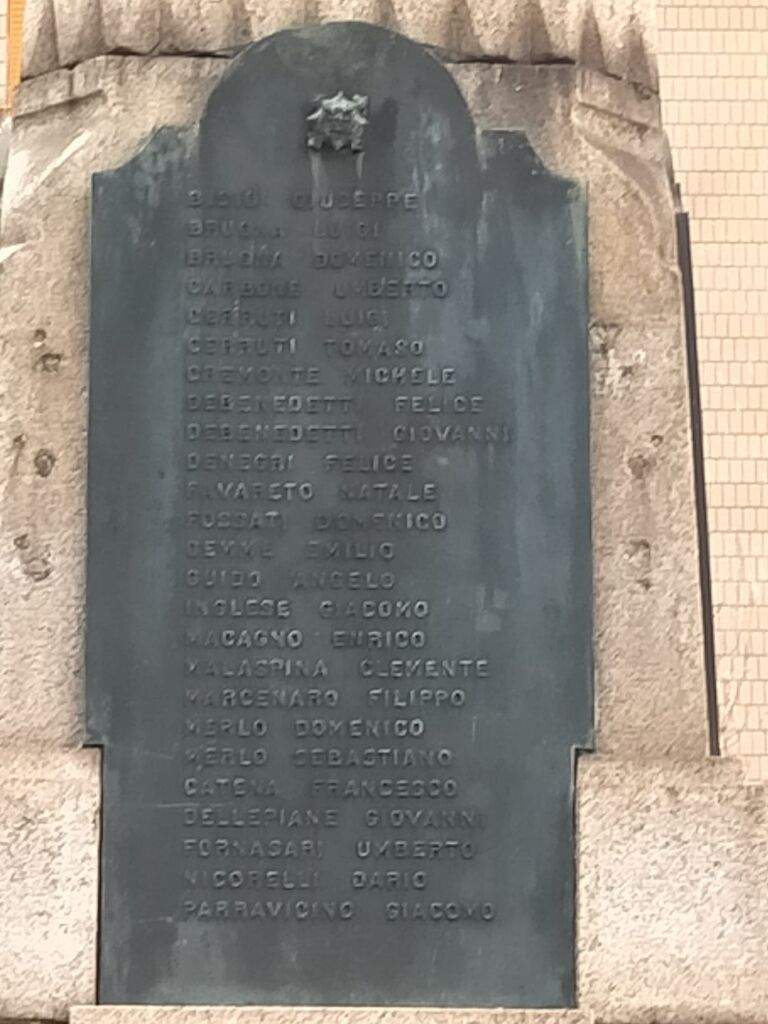 GIUSEPPE
BRUGNA LUIGI
BRUGNA DOMENICO
CARBONE UMBERTO
CERRUTI LUIGI
CERRUTI TOMASO
CREMONTE MICHELE
DEBENEDETTI FELICE
DEBENEDETTI GIOVANNI
DENEGRI FELICE
FAVARETO NATALE
FOSSATI DOMENICO
GEMME EMILIO
GUIDO ANGELO
INGLESE GIACOMO
MACAGNO ENRICO
MALASPINA CLEMENTE
MARCENARO FILIPPO
MERLO DOMENICO
MERLO SEBASTIANO
CATENA FRANCESCO
DELLEPIANE GIOVANNI
FORNASARI UMBERTO
NICORELLI DARIO
PARRAVICINO GIACOMO